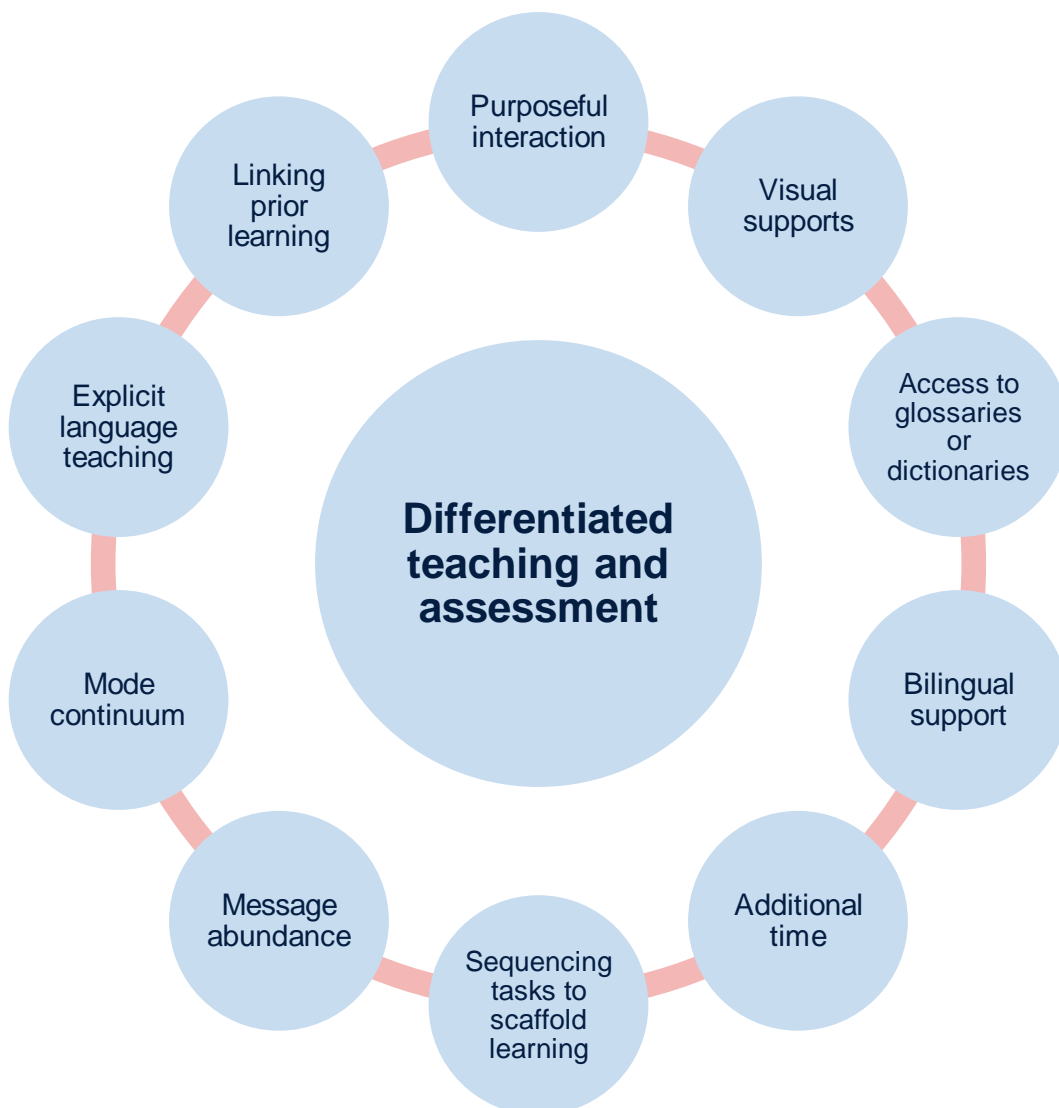 Purposeful
interaction
Visual
supports
Access to
glossaries
or
dictionaries
Bilingual
support
Additional
time
Sequencing
tasks to
scaffold
learning
Message
abundance
Mode
continuum
Explicit
language
teaching
Linking
prior
learning
Differentiated
teaching and
assessment